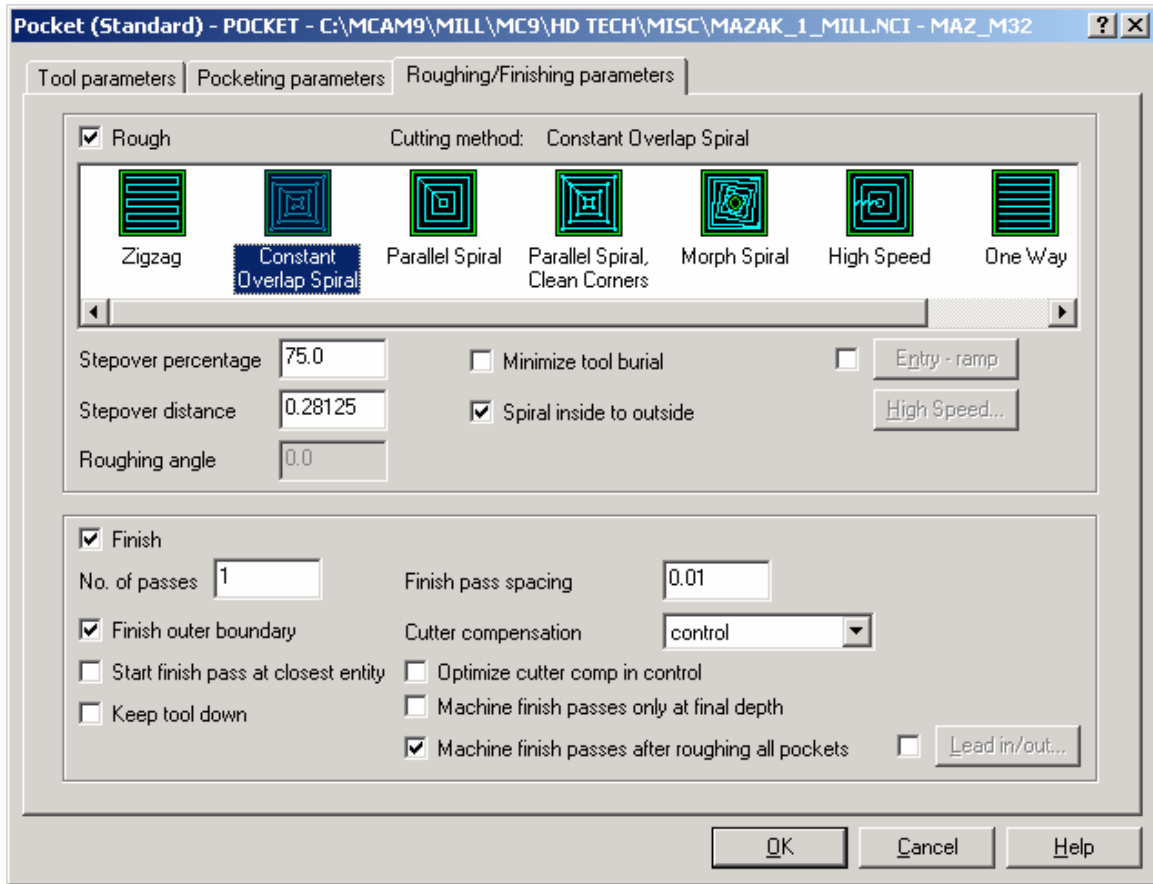 Pocket (Standard) - POCKET - C:\MCAM9\MILL\MC9\HD TECH\MISC\MAZAK_1_MILL.NCI - MAZ_M32
Tool parameters Pocketing parameters Roughing/Finishing parameters
Rough Cutting method: Constant Overlap Spiral
Zigzag Constant Parallel Spiral Parallel Spiral, Morph Spiral High Speed One Way
Overlap Spiral Clean Corners
Stepover percentage 75.0 Minimize tool burial Entry - ramp
Stepover distance 0.28125 Spiral inside to outside High Speed...
Roughing angle 0.0
Finish
No. of passes 1 Finish pass spacing 0.01
Finish outer boundary Cutter compensation control
Start finish pass at closest entity Optimize cutter comp in control
Keep tool down Machine finish passes only at final depth
Machine finish passes after roughing all pockets Lead in/out...
OK Cancel Help